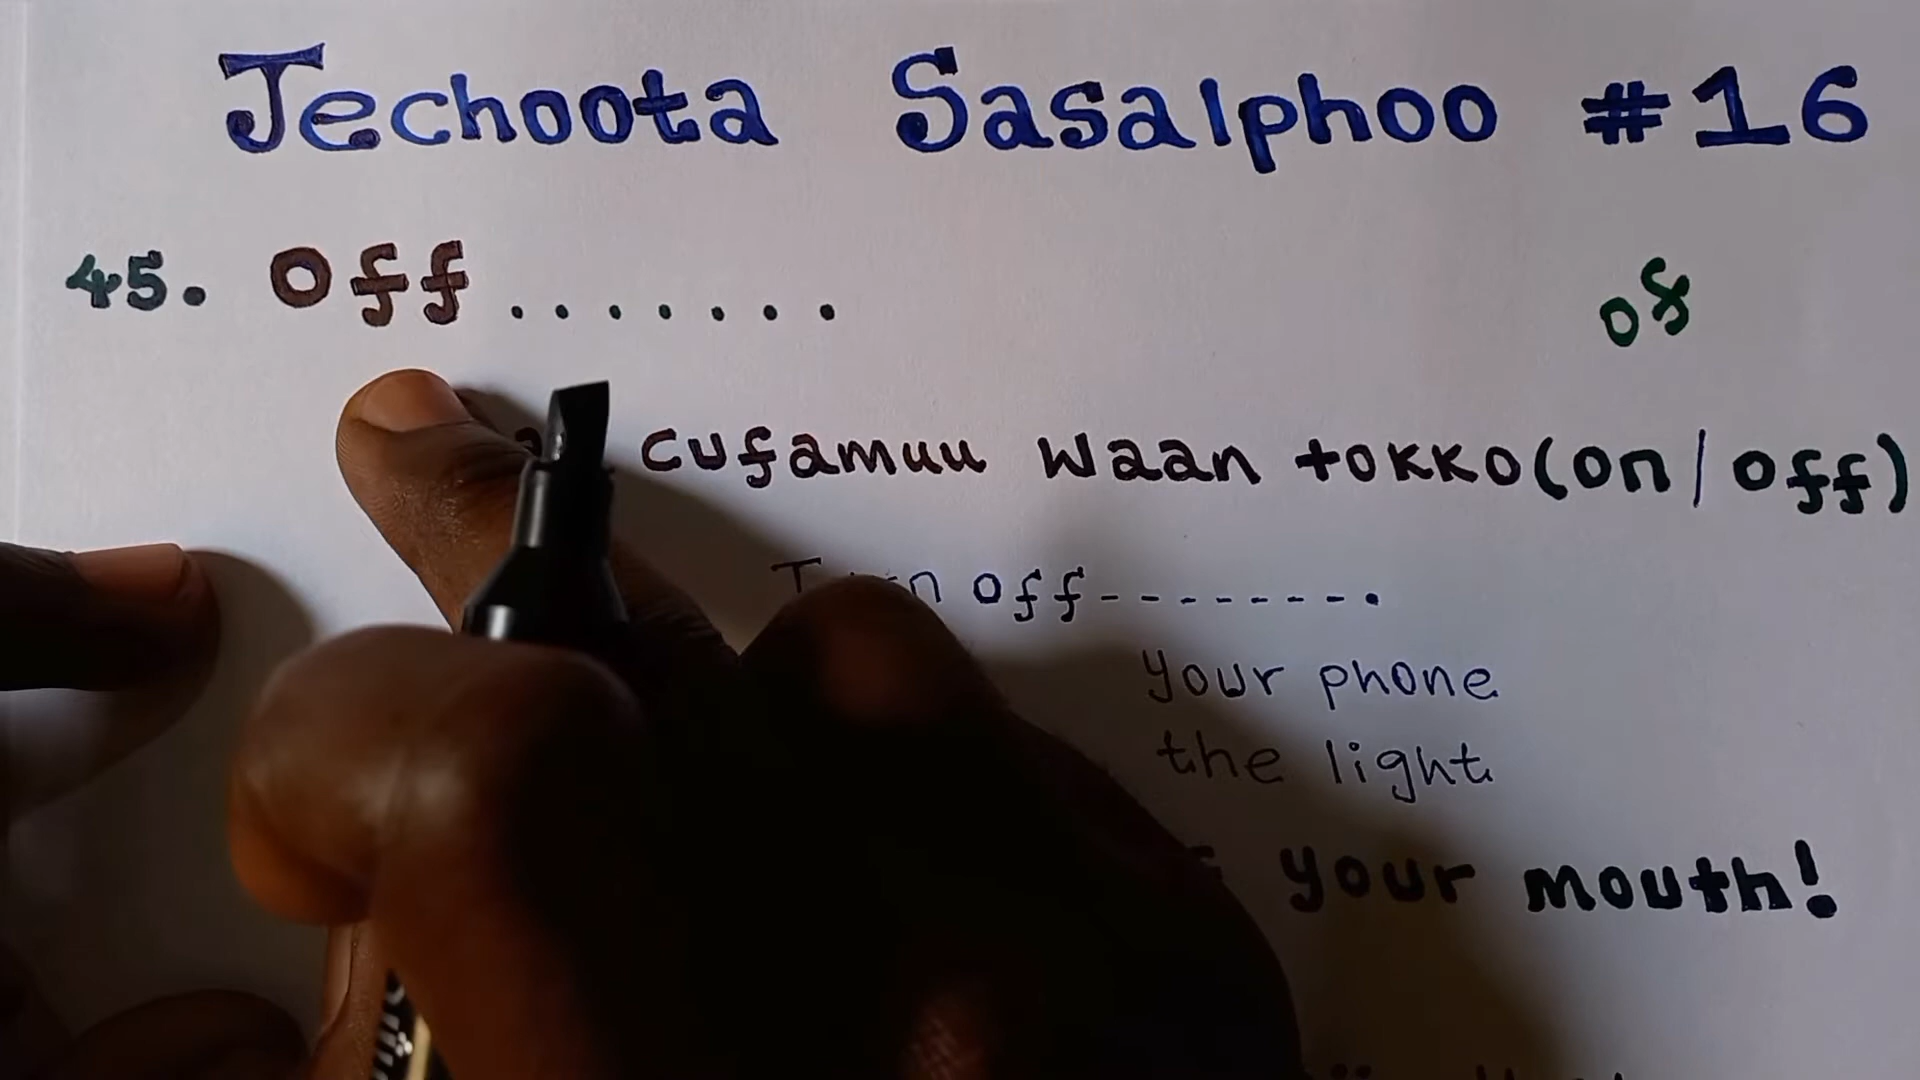 Jechoota Sasalphoo #16
45. Off.......
of
cufamuu waan tokko(on/off)
off--------.
your phone
the light
your mouth!